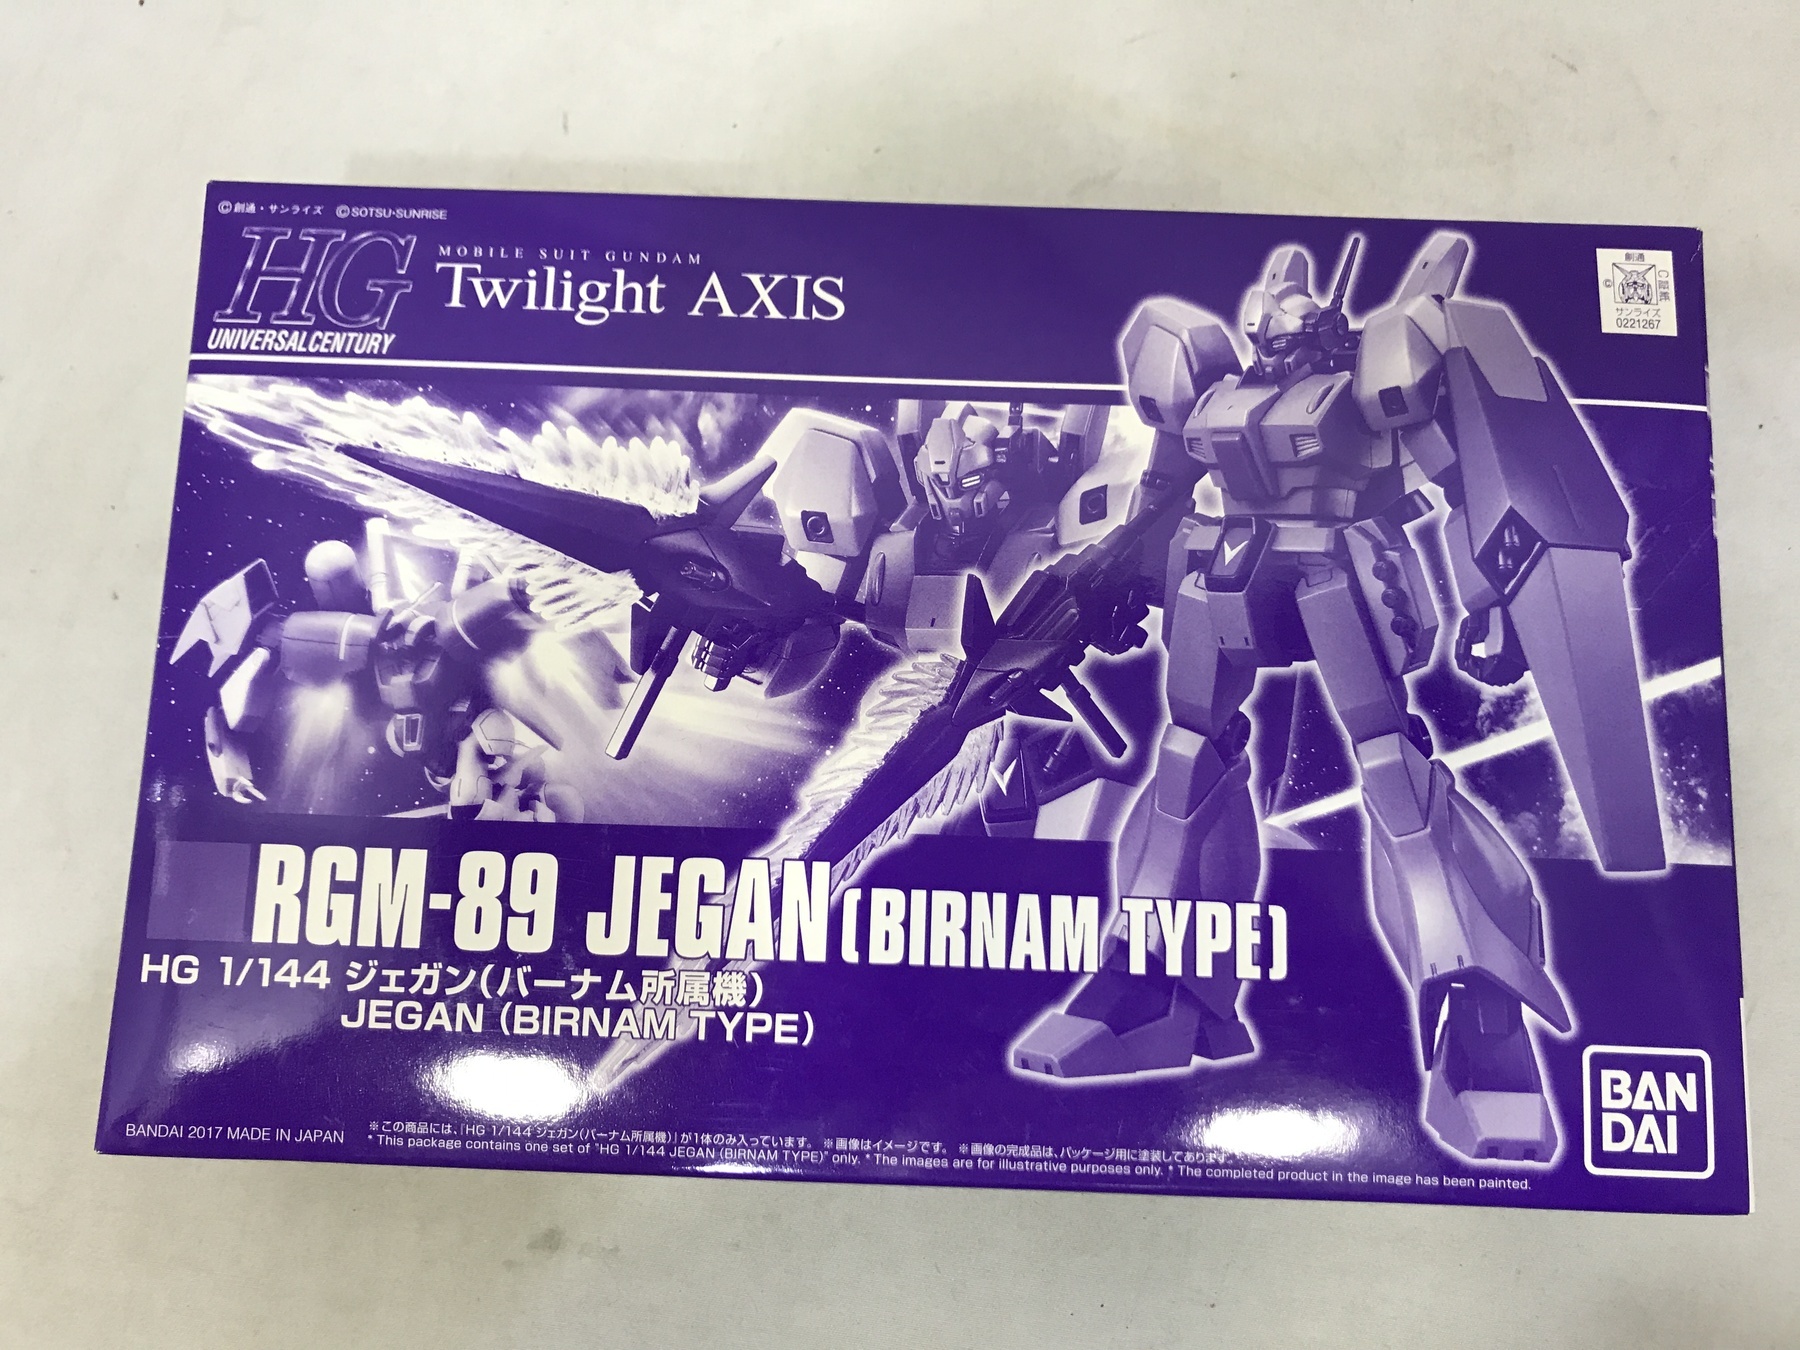 ©創通・サンライズ ©SOTSU・SUNRISE
HG
UNIVERSAL CENTURY
MOBILE SUIT GUNDAM
Twilight AXIS
創通
©
サンライズ
0221267
C 証紙
RGM-89 JEGAN (BIRNAM TYPE)
HG 1/144 ジェガン(バーナム所属機)
JEGAN (BIRNAM TYPE)
BAN
DAI
BANDAI 2017 MADE IN JAPAN
※この商品には、「HG 1/144 ジェガン(バーナム所属機)」が1体のみ入っています。 ※画像はイメージです。 ※画像の完成品は、パッケージ用に塗装してあります。
* This package contains one set of "HG 1/144 JEGAN (BIRNAM TYPE)" only. * The images are for illustrative purposes only. * The completed product in the image has been painted.